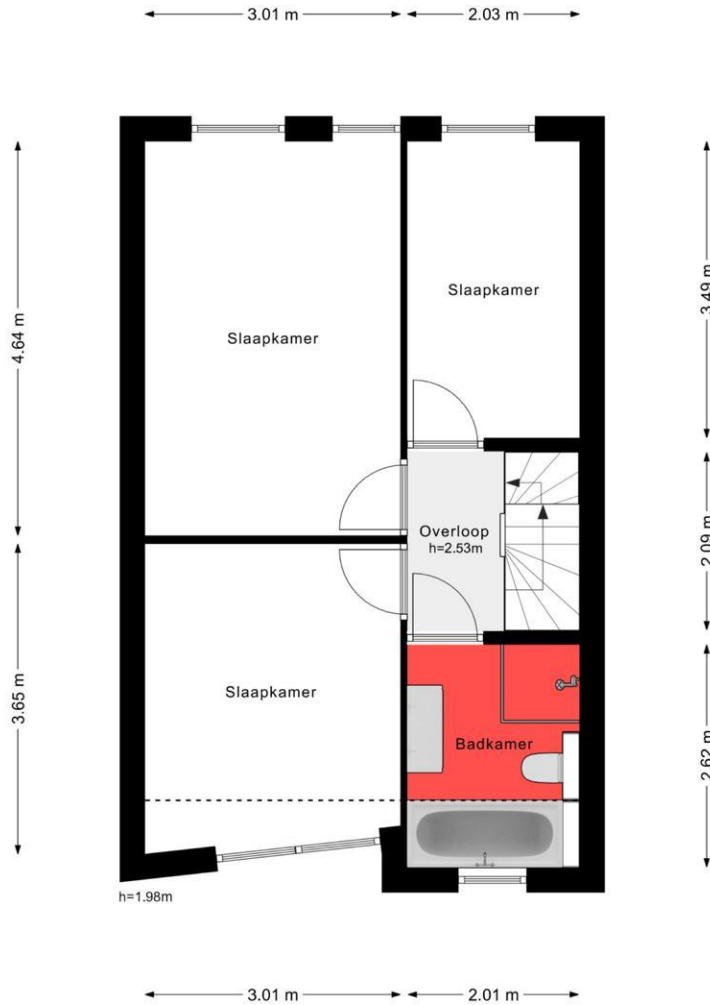 3.01 m
2.03 m
4.64 m
3.49 m
Slaapkamer
Slaapkamer
Overloop
h=2.53m
2.09 m
3.65 m
Slaapkamer
Badkamer
2.62 m
h=1.98m
3.01 m
2.01 m